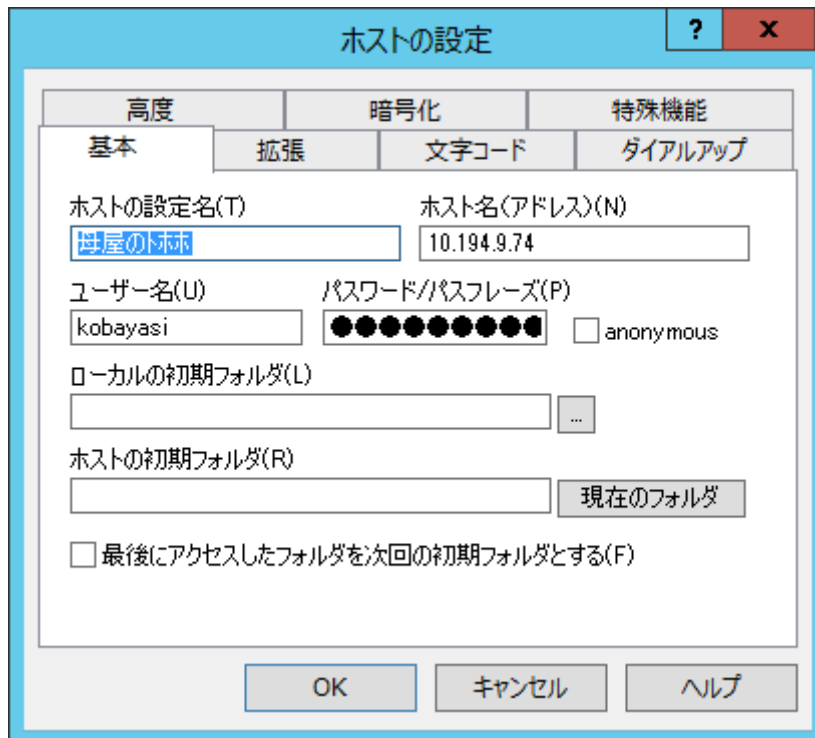 ホストの設定
? x
高度 暗号化 特殊機能
基本 拡張 文字コード ダイアルアップ
ホストの設定名(T) ホスト名(アドレス)(N)
母屋のトホホ 10.194.9.74
ユーザー名(U) パスワード/パスフレーズ(P)
kobayasi ●●●●●●●●● anonymous
ローカルの初期フォルダ(L)
...
ホストの初期フォルダ(R)
現在のフォルダ
最後にアクセスしたフォルダを次回の初期フォルダとする(F)
OK キャンセル ヘルプ